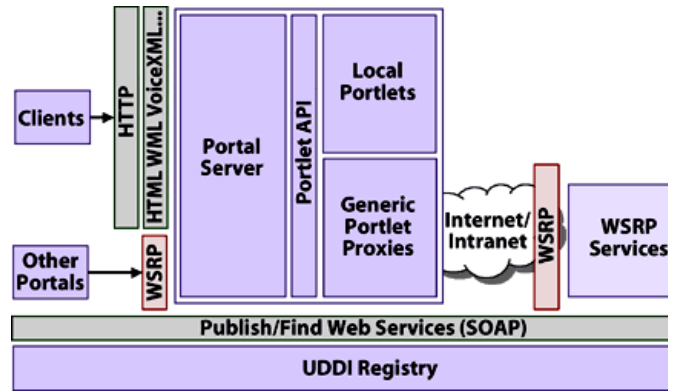 Clients
HTTP
HTML WML VoiceXML...
Portal
Server
Portlet API
Local
Portlets
Generic
Portlet
Proxies
Internet/
Intranet
WSRP
WSRP
Services
Other
Portals
WSRP
Publish/Find Web Services (SOAP)
UDDI Registry